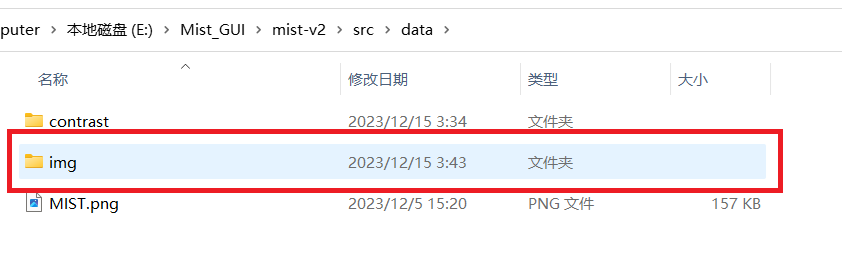 puter › 本地磁盘 (E:) › Mist_GUI › mist-v2 › src › data ›
名称 修改日期 类型 大小
contrast 2023/12/15 3:34 文件夹
img 2023/12/15 3:43 文件夹
MIST.png 2023/12/5 15:20 PNG 文件 157 KB